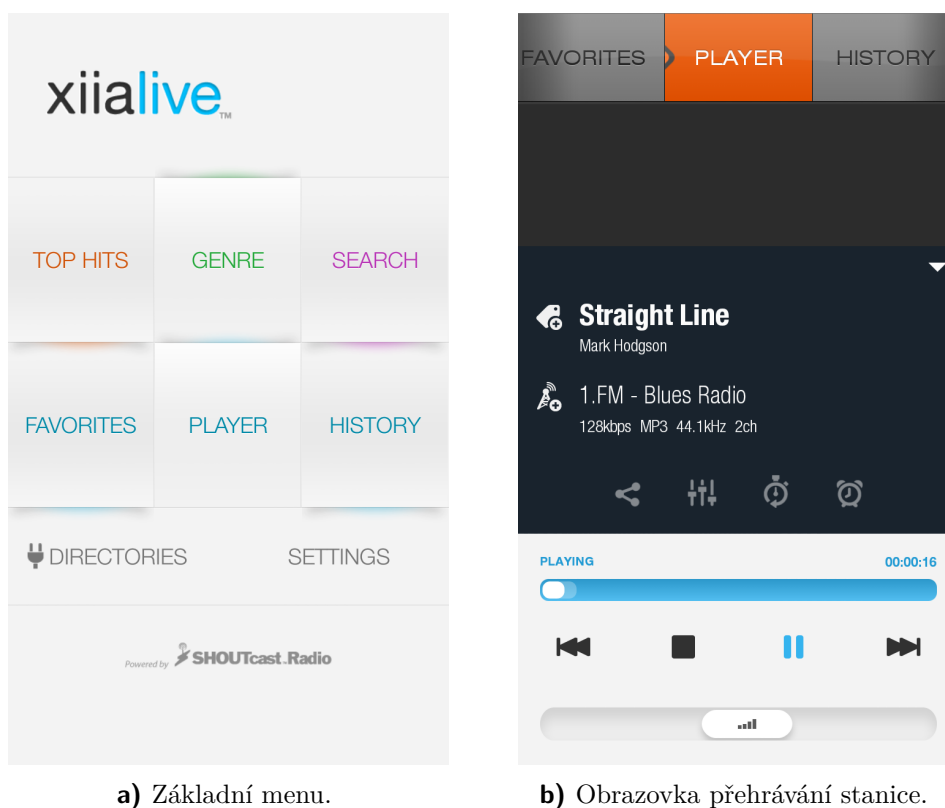 xiialive™
TOP HITS GENRE SEARCH
FAVORITES PLAYER HISTORY
DIRECTORIES SETTINGS
Powered by SHOUTcast Radio
a) Základní menu.
FAVORITES PLAYER HISTORY
Straight Line
Mark Hodgson
1.FM - Blues Radio
128kbps MP3 44.1kHz 2ch
PLAYING 00:00:16
b) Obrazovka přehrávání stanice.